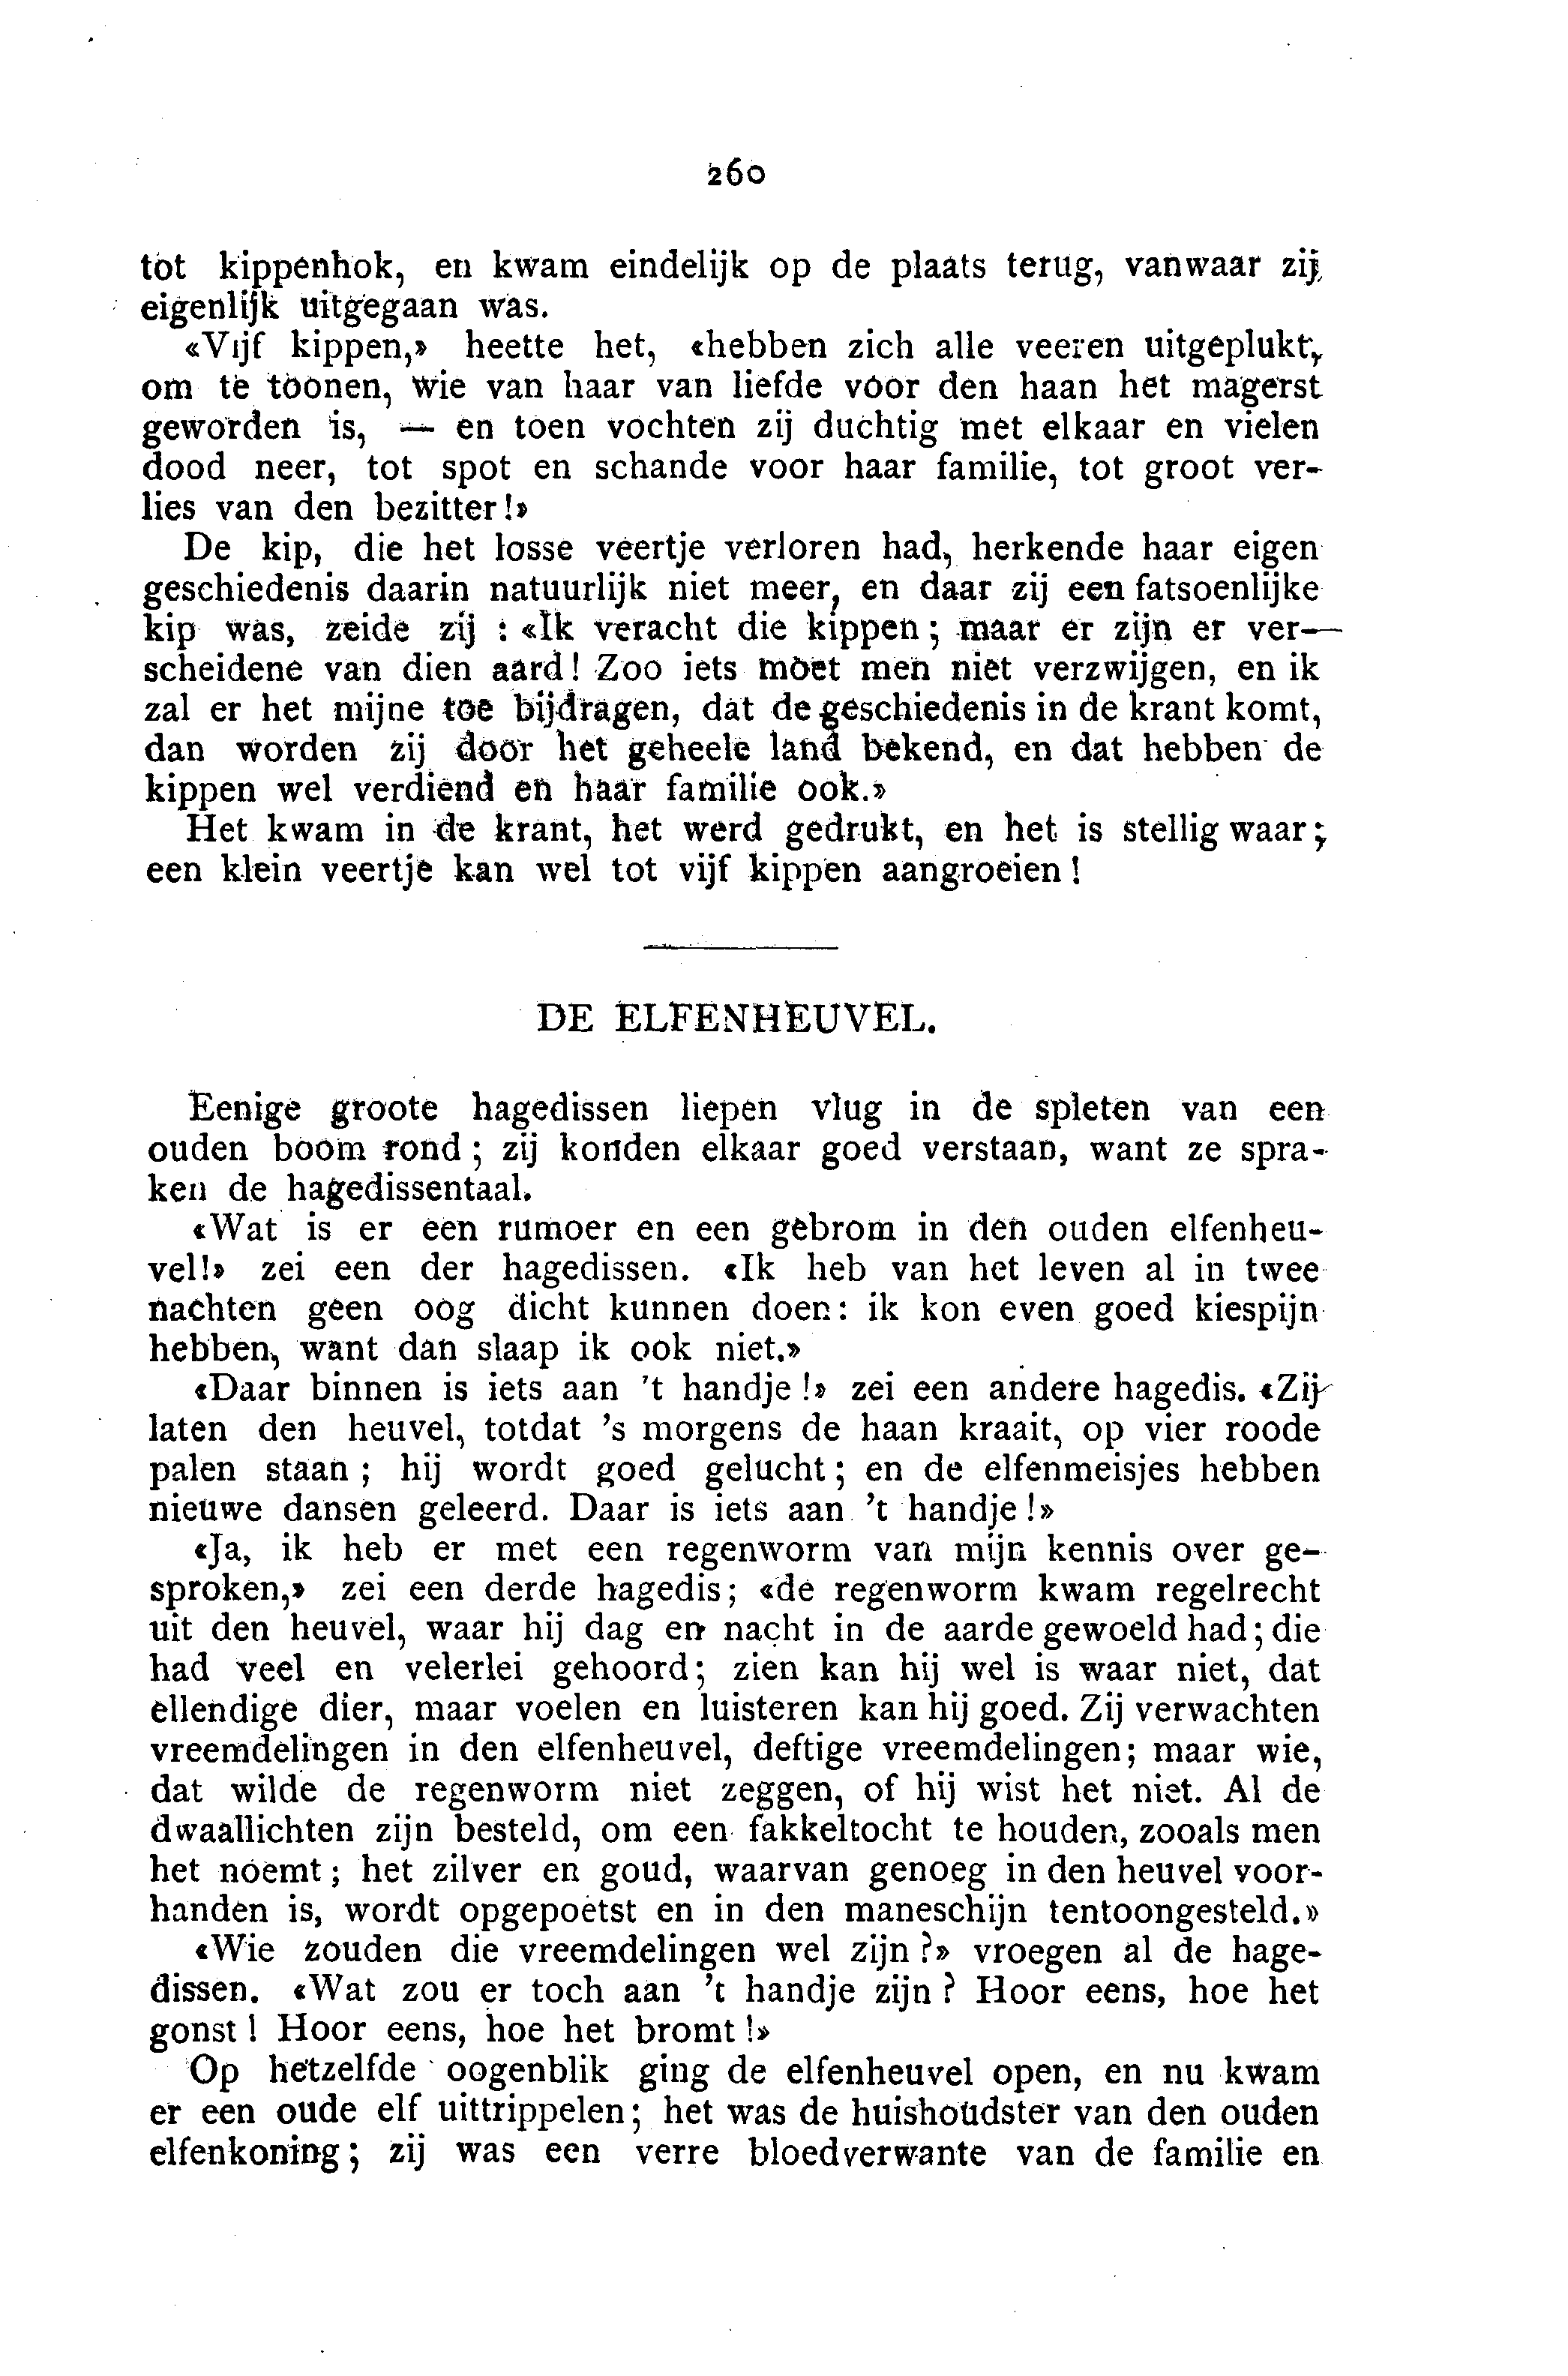 260
tot kippenhok, en kwam eindelijk op de plaats terug, vanwaar zij
eigenlijk uitgegaan was.
«Vijf kippen,» heette het, «hebben zich alle veeren uitgeplukt,
om te toonen, wie van haar van liefde voor den haan het magerst
geworden is, — en toen vochten zij duchtig met elkaar en vielen
dood neer, tot spot en schande voor haar familie, tot groot ver-
lies van den bezitter!»
De kip, die het losse veertje verloren had, herkende haar eigen
geschiedenis daarin natuurlijk niet meer, en daar zij een fatsoenlijke
kip was, zeide zij : «Ik veracht die kippen; maar er zijn er ver-
scheidene van dien aard! Zoo iets moet men niet verzwijgen, en ik
zal er het mijne toe bijdragen, dat de geschiedenis in de krant komt,
dan worden zij door het geheele land bekend, en dat hebben de
kippen wel verdiend en haar familie ook.»
Het kwam in de krant, het werd gedrukt, en het is stellig waar;
een klein veertje kan wel tot vijf kippen aangroeien!
DE ELFENHEUVEL.
Eenige groote hagedissen liepen vlug in de spleten van een
ouden boom rond; zij konden elkaar goed verstaan, want ze spra-
ken de hagedissentaal.
«Wat is er een rumoer en een gebrom in den ouden elfenheu-
vel!» zei een der hagedissen. «Ik heb van het leven al in twee
nachten geen oog dicht kunnen doen: ik kon even goed kiespijn
hebben, want dan slaap ik ook niet.»
«Daar binnen is iets aan 't handje!» zei een andere hagedis. «Zij
laten den heuvel, totdat 's morgens de haan kraait, op vier roode
palen staan; hij wordt goed gelucht; en de elfenmeisjes hebben
nieuwe dansen geleerd. Daar is iets aan 't handje!»
«Ja, ik heb er met een regenworm van mijn kennis over ge-
sproken,» zei een derde hagedis; «de regenworm kwam regelrecht
uit den heuvel, waar hij dag en nacht in de aarde gewoeld had; die
had veel en velerlei gehoord; zien kan hij wel is waar niet, dat
ellendige dier, maar voelen en luisteren kan hij goed. Zij verwachten
vreemdelingen in den elfenheuvel, deftige vreemdelingen; maar wie,
dat wilde de regenworm niet zeggen, of hij wist het niet. Al de
dwaallichten zijn besteld, om een fakkeltocht te houden, zooals men
het noemt; het zilver en goud, waarvan genoeg in den heuvel voor-
handen is, wordt opgepoetst en in den maneschijn tentoongesteld.»
«Wie zouden die vreemdelingen wel zijn?» vroegen al de hage-
dissen. «Wat zou er toch aan 't handje zijn? Hoor eens, hoe het
gonst! Hoor eens, hoe het bromt!»
Op hetzelfde oogenblik ging de elfenheuvel open, en nu kwam
er een oude elf uittrippelen; het was de huishoudster van den ouden
elfenkoning; zij was een verre bloedverwante van de familie en